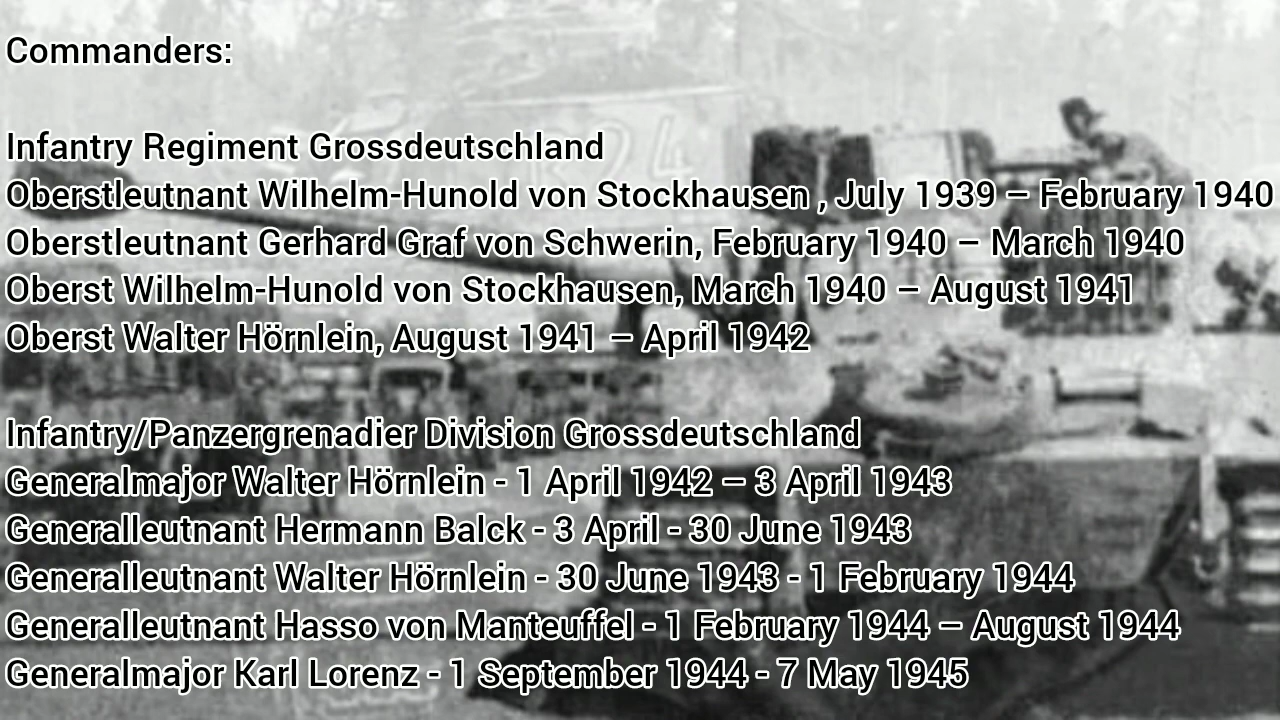 Commanders:
Infantry Regiment Grossdeutschland
Oberstleutnant Wilhelm-Hunold von Stockhausen , July 1939 – February 1940
Oberstleutnant Gerhard Graf von Schwerin, February 1940 – March 1940
Oberst Wilhelm-Hunold von Stockhausen, March 1940 – August 1941
Oberst Walter Hörnlein, August 1941 – April 1942
Infantry/Panzergrenadier Division Grossdeutschland
Generalmajor Walter Hörnlein - 1 April 1942 – 3 April 1943
Generalleutnant Hermann Balck - 3 April - 30 June 1943
Generalleutnant Walter Hörnlein - 30 June 1943 - 1 February 1944
Generalleutnant Hasso von Manteuffel - 1 February 1944 – August 1944
Generalmajor Karl Lorenz - 1 September 1944 - 7 May 1945